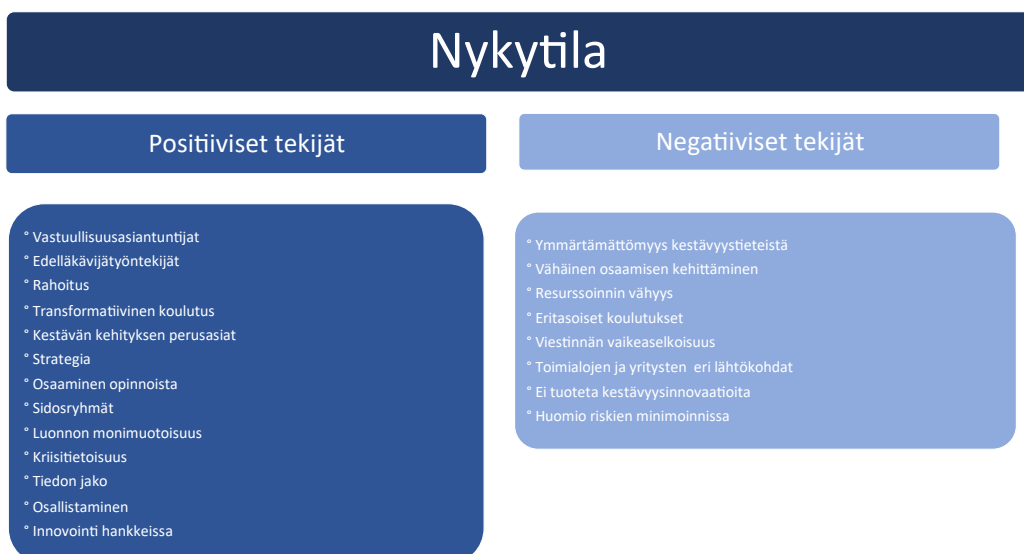 Nykytila
Positiiviset tekijät
Negatiiviset tekijät
° Vastuullisuusasiantuntijat
° Edelläkävijätyöntekijät
° Rahoitus
° Transformatiivinen koulutus
° Kestävän kehityksen perusasiat
° Strategia
° Osaaminen opinnoista
° Sidosryhmät
° Luonnon monimuotoisuus
° Kriisitietoisuus
° Tiedon jako
° Osallistaminen
° Innovointi hankkeissa
° Ymmärtämättömyys kestävyystieteistä
° Vähäinen osaamisen kehittäminen
° Resurssoinnin vähyys
° Eritasoiset koulutukset
° Viestinnän vaikeaselkoisuus
° Toimialojen ja yritysten  eri lähtökohdat
° Ei tuoteta kestävyysinnovaatioita
° Huomio riskien minimoinnissa